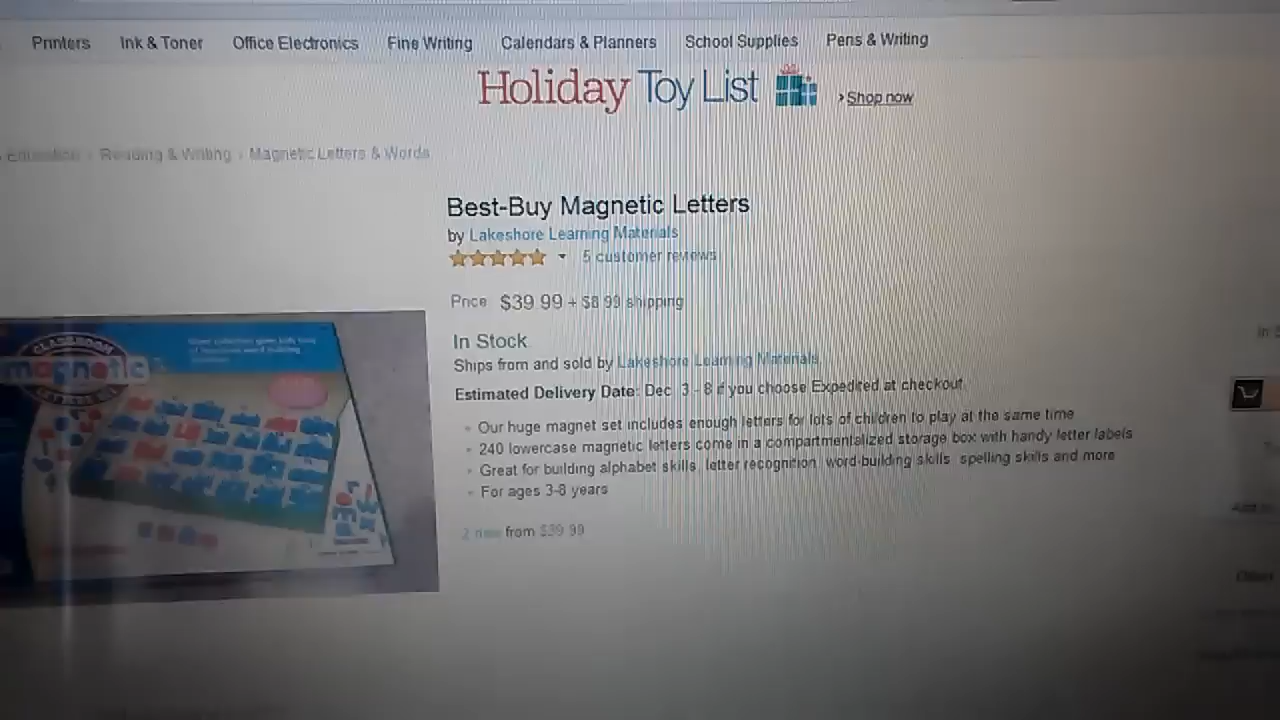 Printers Ink & Toner Office Electronics Fine Writing Calendars & Planners School Supplies Pens & Writing
Holiday Toy List › Shop now
Education › Reading & Writing › Magnetic Letters & Words
Best-Buy Magnetic Letters
by Lakeshore Learning Materials
5 customer reviews
Price $39.99 + $8.99 shipping
In Stock
Ships from and sold by Lakeshore Learning Materials.
Estimated Delivery Date: Dec. 3 - 8 if you choose Expedited at checkout.
Our huge magnet set includes enough letters for lots of children to play at the same time
240 lowercase magnetic letters come in a compartmentalized storage box with handy letter labels
Great for building alphabet skills, letter recognition, word-building skills, spelling skills and more
For ages 3-8 years
2 new from $39.99
CLASSROOM
magnetic